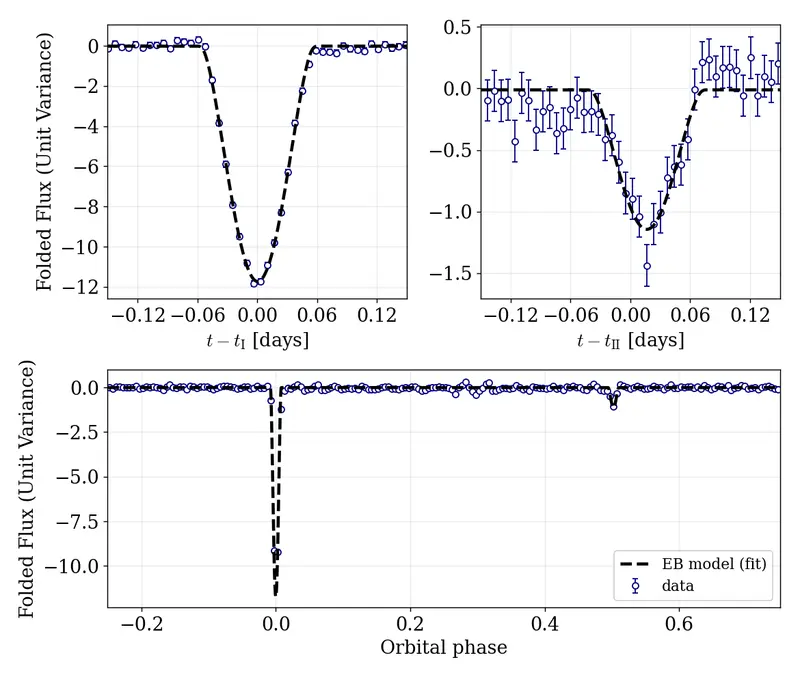 Folded Flux (Unit Variance)
0
−2
−4
−6
−8
−10
−12
−0.12 −0.06 0.00 0.06 0.12
t − t_I [days]
0.5
0.0
−0.5
−1.0
−1.5
−0.12 −0.06 0.00 0.06 0.12
t − t_II [days]
Folded Flux (Unit Variance)
0.0
−2.5
−5.0
−7.5
−10.0
−0.2 0.0 0.2 0.4 0.6
Orbital phase
EB model (fit)
data